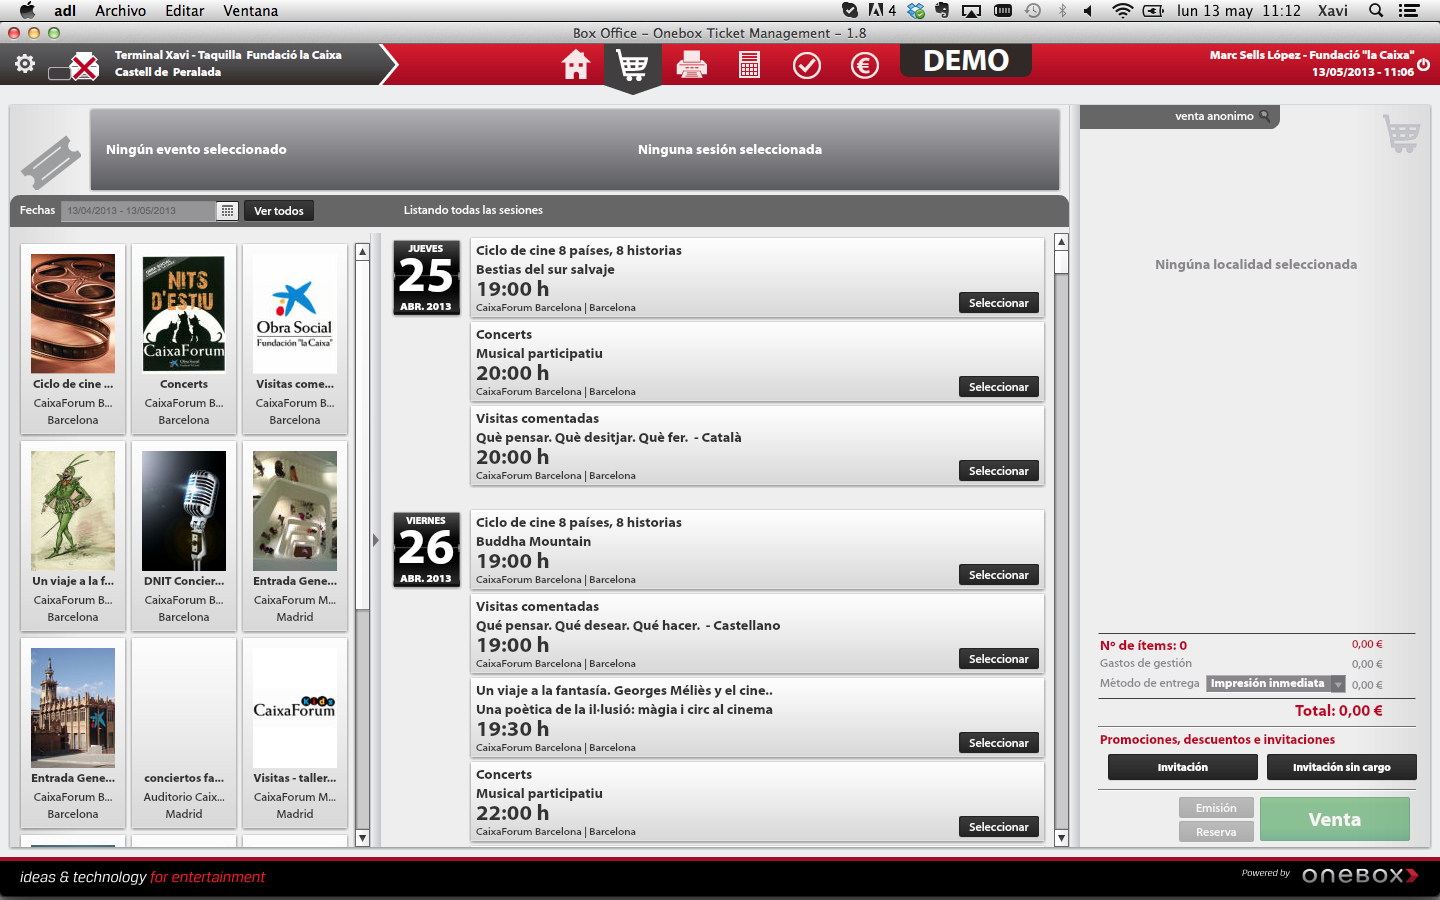 adl Archivo Editar Ventana
4 lun 13 may 11:12 Xavi
Box Office – Onebox Ticket Management – 1.8
Terminal Xavi - Taquilla Fundació la Caixa
Castell de Peralada
DEMO
Marc Sells López - Fundació "la Caixa"
13/05/2013 - 11:06
Ningún evento seleccionado
Ninguna sesión seleccionada
venta anonimo
Fechas 13/04/2013 - 13/05/2013 Ver todos
Listando todas las sesiones
NITS
D'ESTIU
CaixaForum
Obra Social
Fundación "la Caixa"
Ciclo de cine ...
CaixaForum B...
Barcelona
Concerts
CaixaForum B...
Barcelona
Visitas come...
CaixaForum B...
Barcelona
Un viaje a la f...
CaixaForum B...
Barcelona
DNIT Concier...
CaixaForum B...
Barcelona
Entrada Gene...
CaixaForum M...
Madrid
Kids
CaixaForum
Entrada Gene...
CaixaForum B...
Barcelona
conciertos fa...
Auditorio Caix...
Madrid
Visitas - taller...
CaixaForum M...
Madrid
JUEVES
25
ABR. 2013
Ciclo de cine 8 países, 8 historias
Bestias del sur salvaje
19:00 h
CaixaForum Barcelona | Barcelona
Seleccionar
Concerts
Musical participatiu
20:00 h
CaixaForum Barcelona | Barcelona
Seleccionar
Visitas comentadas
Què pensar. Què desitjar. Què fer. - Català
20:00 h
CaixaForum Barcelona | Barcelona
Seleccionar
VIERNES
26
ABR. 2013
Ciclo de cine 8 países, 8 historias
Buddha Mountain
19:00 h
CaixaForum Barcelona | Barcelona
Seleccionar
Visitas comentadas
Qué pensar. Qué desear. Qué hacer. - Castellano
19:00 h
CaixaForum Barcelona | Barcelona
Seleccionar
Un viaje a la fantasía. Georges Méliès y el cine..
Una poètica de la il·lusió: màgia i circ al cinema
19:30 h
CaixaForum Barcelona | Barcelona
Seleccionar
Concerts
Musical participatiu
22:00 h
CaixaForum Barcelona | Barcelona
Seleccionar
Ningúna localidad seleccionada
Nº de ítems: 0 0,00 €
Gastos de gestión 0,00 €
Método de entrega Impresión inmediata 0,00 €
Total: 0,00 €
Promociones, descuentos e invitaciones
Invitación Invitación sin cargo
Emisión
Reserva
Venta
ideas & technology for entertainment
Powered by onebox